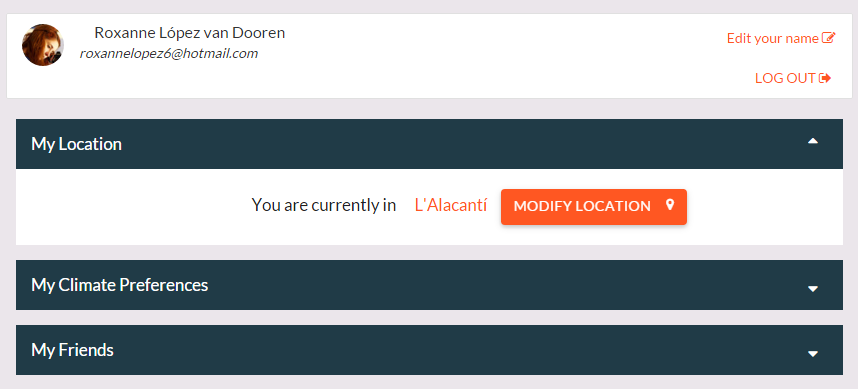 Roxanne López van Dooren
roxannelopez6@hotmail.com
Edit your name
LOG OUT
My Location
You are currently in L'Alacantí MODIFY LOCATION
My Climate Preferences
My Friends